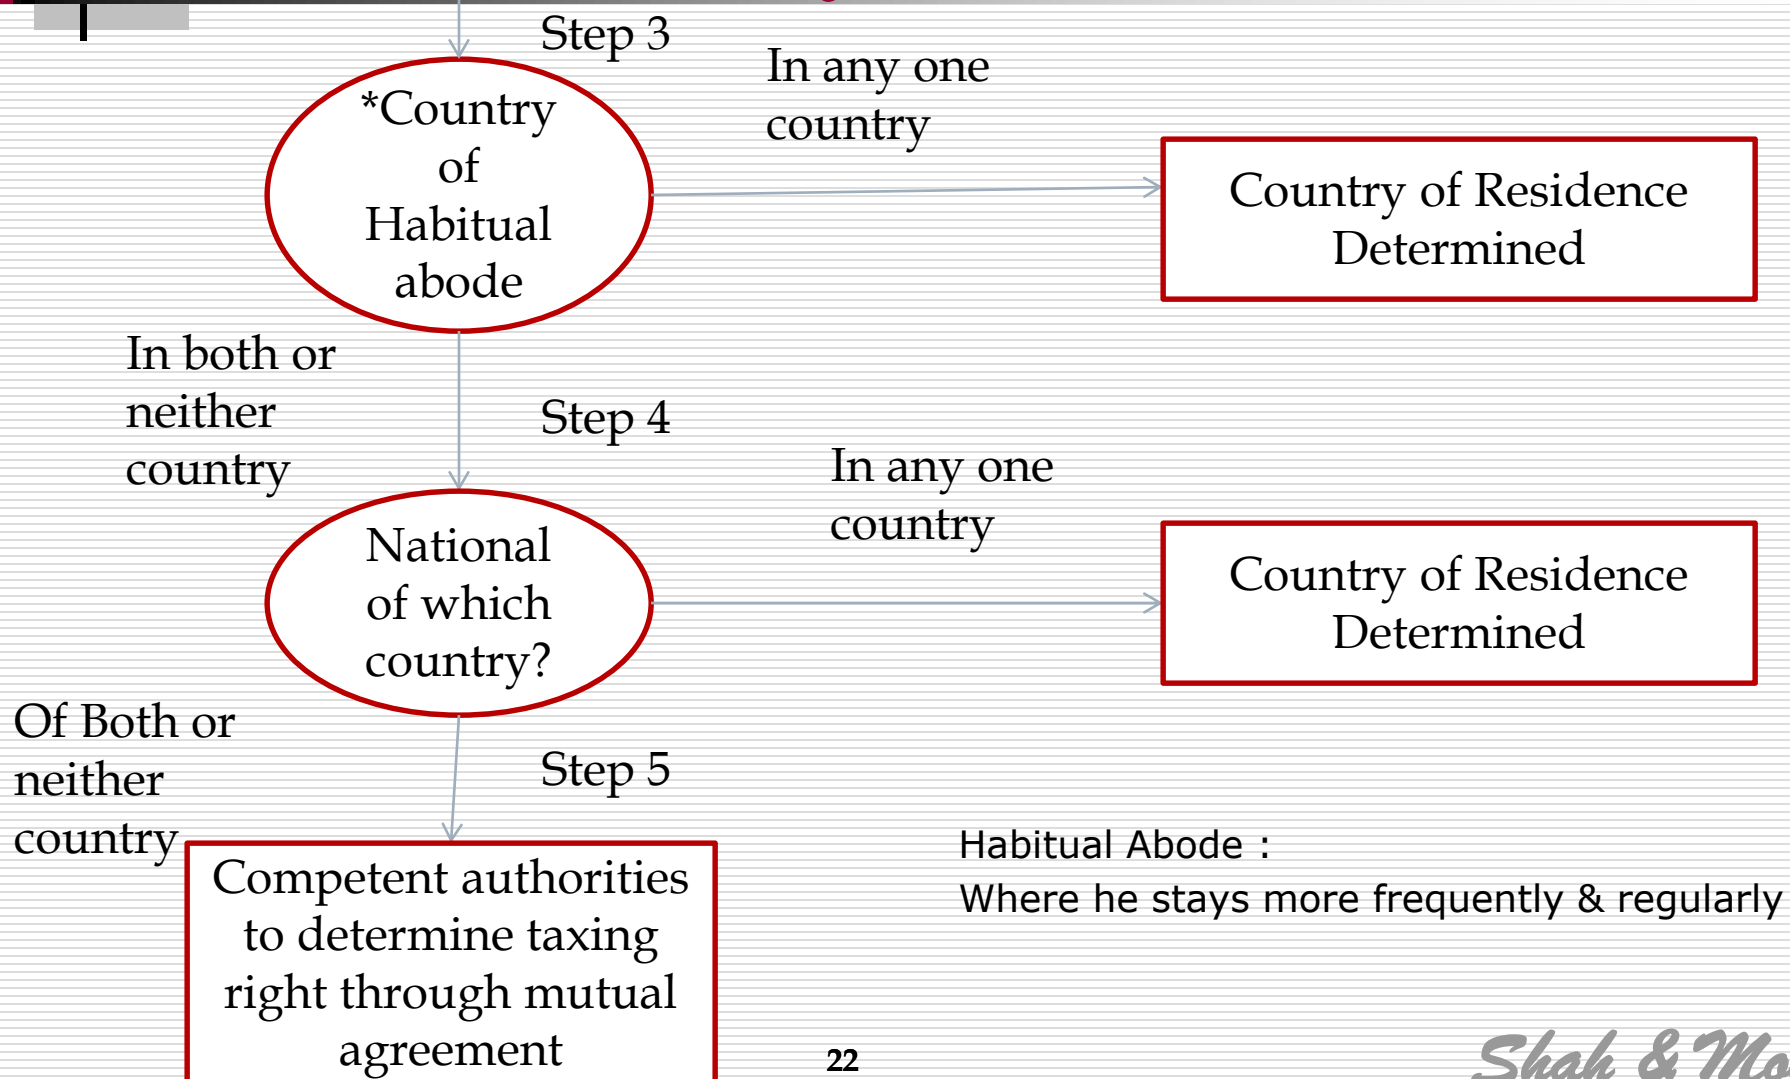 Step 3
In any one
country
*Country
of
Habitual
abode
Country of Residence
Determined
In both or
neither
country
Step 4
In any one
country
National
of which
country?
Country of Residence
Determined
Of Both or
neither
country
Step 5
Habitual Abode :
Where he stays more frequently & regularly
Competent authorities
to determine taxing
right through mutual
agreement
22
Shah & Mo